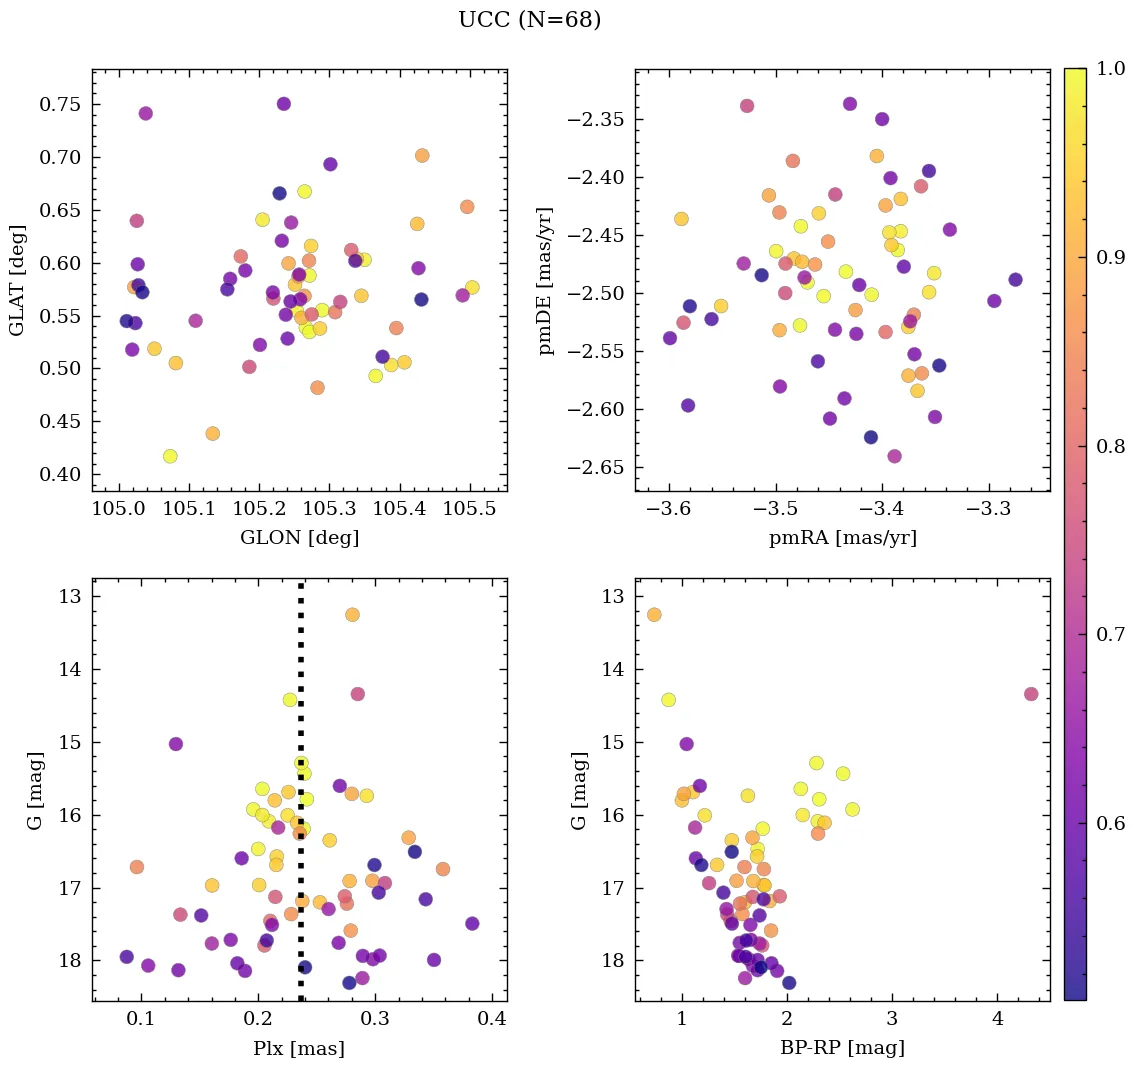 UCC (N=68)
0.75
0.70
0.65
0.60
0.55
0.50
0.45
0.40
GLAT [deg]
105.0 105.1 105.2 105.3 105.4 105.5
GLON [deg]
−2.35
−2.40
−2.45
−2.50
−2.55
−2.60
−2.65
pmDE [mas/yr]
−3.6 −3.5 −3.4 −3.3
pmRA [mas/yr]
1.0
0.9
0.8
0.7
0.6
13
14
15
16
17
18
G [mag]
0.1 0.2 0.3 0.4
Plx [mas]
13
14
15
16
17
18
G [mag]
1 2 3 4
BP-RP [mag]